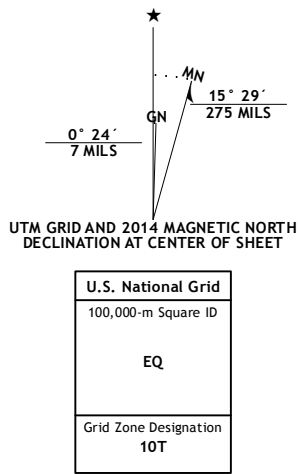 MN
GN
15° 29´
275 MILS
0° 24´
7 MILS
UTM GRID AND 2014 MAGNETIC NORTH
DECLINATION AT CENTER OF SHEET
U.S. National Grid
100,000-m Square ID
EQ
Grid Zone Designation
10T